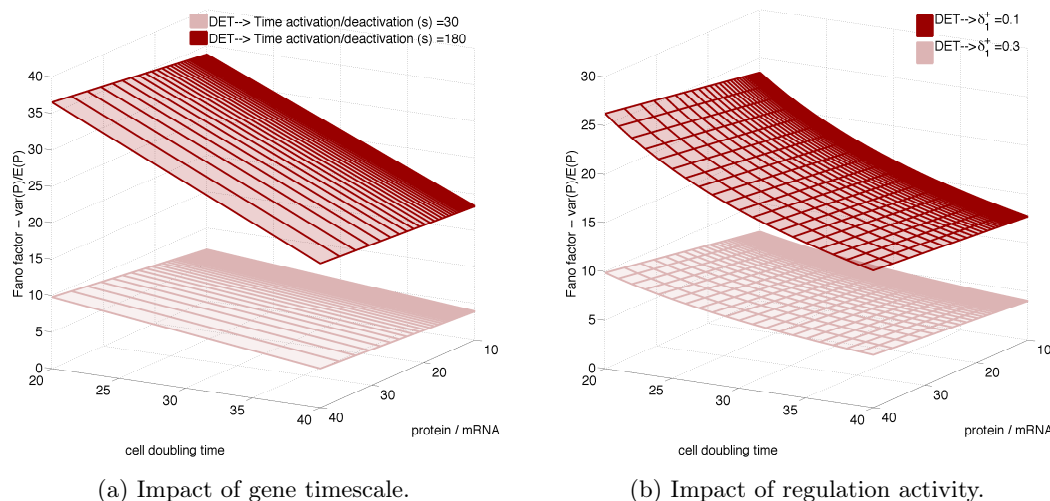 DET--> Time activation/deactivation (s) =30
DET--> Time activation/deactivation (s) =180
40
35
30
25
20
15
10
5
0
Fano factor − var(P)/E(P)
20
25
30
35
40
cell doubling time
10
20
30
40
protein / mRNA
(a) Impact of gene timescale.
DET-->δ₁⁺ =0.1
DET-->δ₁⁺ =0.3
30
25
20
15
10
5
0
Fano factor − var(P)/E(P)
20
25
30
35
40
cell doubling time
10
20
30
40
protein / mRNA
(b) Impact of regulation activity.